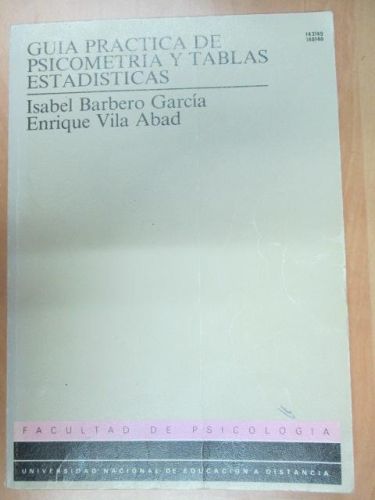 GUIA PRACTICA DE
PSICOMETRIA Y TABLAS
ESTADISTICAS
Isabel Barbero García
Enrique Vila Abad
FACULTAD DE PSICOLOGIA
UNIVERSIDAD NACIONAL DE EDUCACION A DISTANCIA